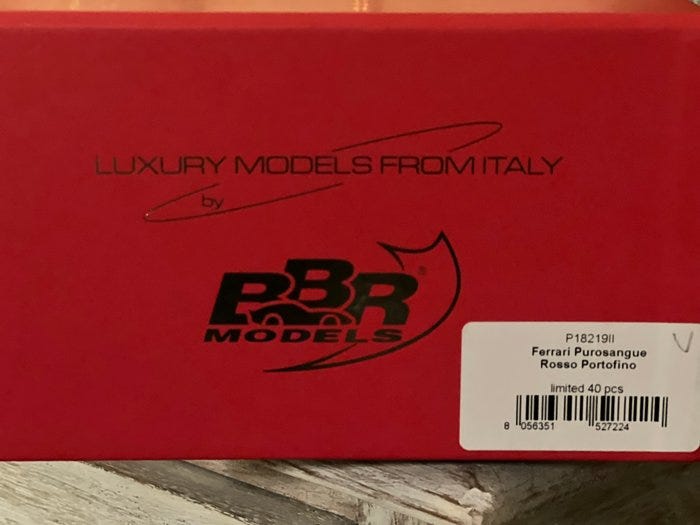 LUXURY MODELS FROM ITALY
by
BBR®
MODELS
P18219II
Ferrari Purosangue
Rosso Portofino
limited 40 pcs
8 056351 527224